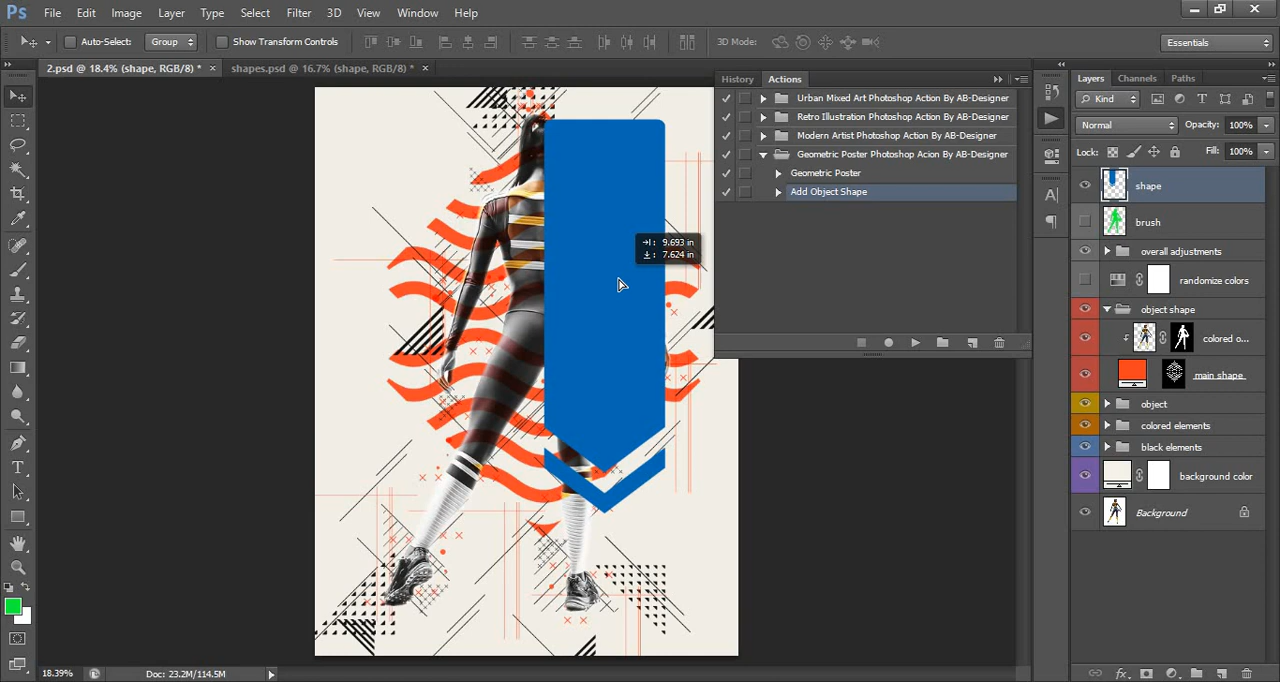 Ps File Edit Image Layer Type Select Filter 3D View Window Help
Auto-Select: Group Show Transform Controls 3D Mode: Essentials
2.psd @ 18.4% (shape, RGB/8) * × shapes.psd @ 16.7% (shape, RGB/8) * ×
History Actions
Urban Mixed Art Photoshop Action By AB-Designer
Retro Illustration Photoshop Action By AB-Designer
Modern Artist Photoshop Action By AB-Designer
Geometric Poster Photoshop Acion By AB-Designer
Geometric Poster
Add Object Shape
9.693 in
7.624 in
Layers Channels Paths
Kind
Normal Opacity: 100%
Lock: Fill: 100%
shape
brush
overall adjustments
randomize colors
object shape
colored o...
main shape
object
colored elements
black elements
background color
Background
18.39% Doc: 23.2M/114.5M